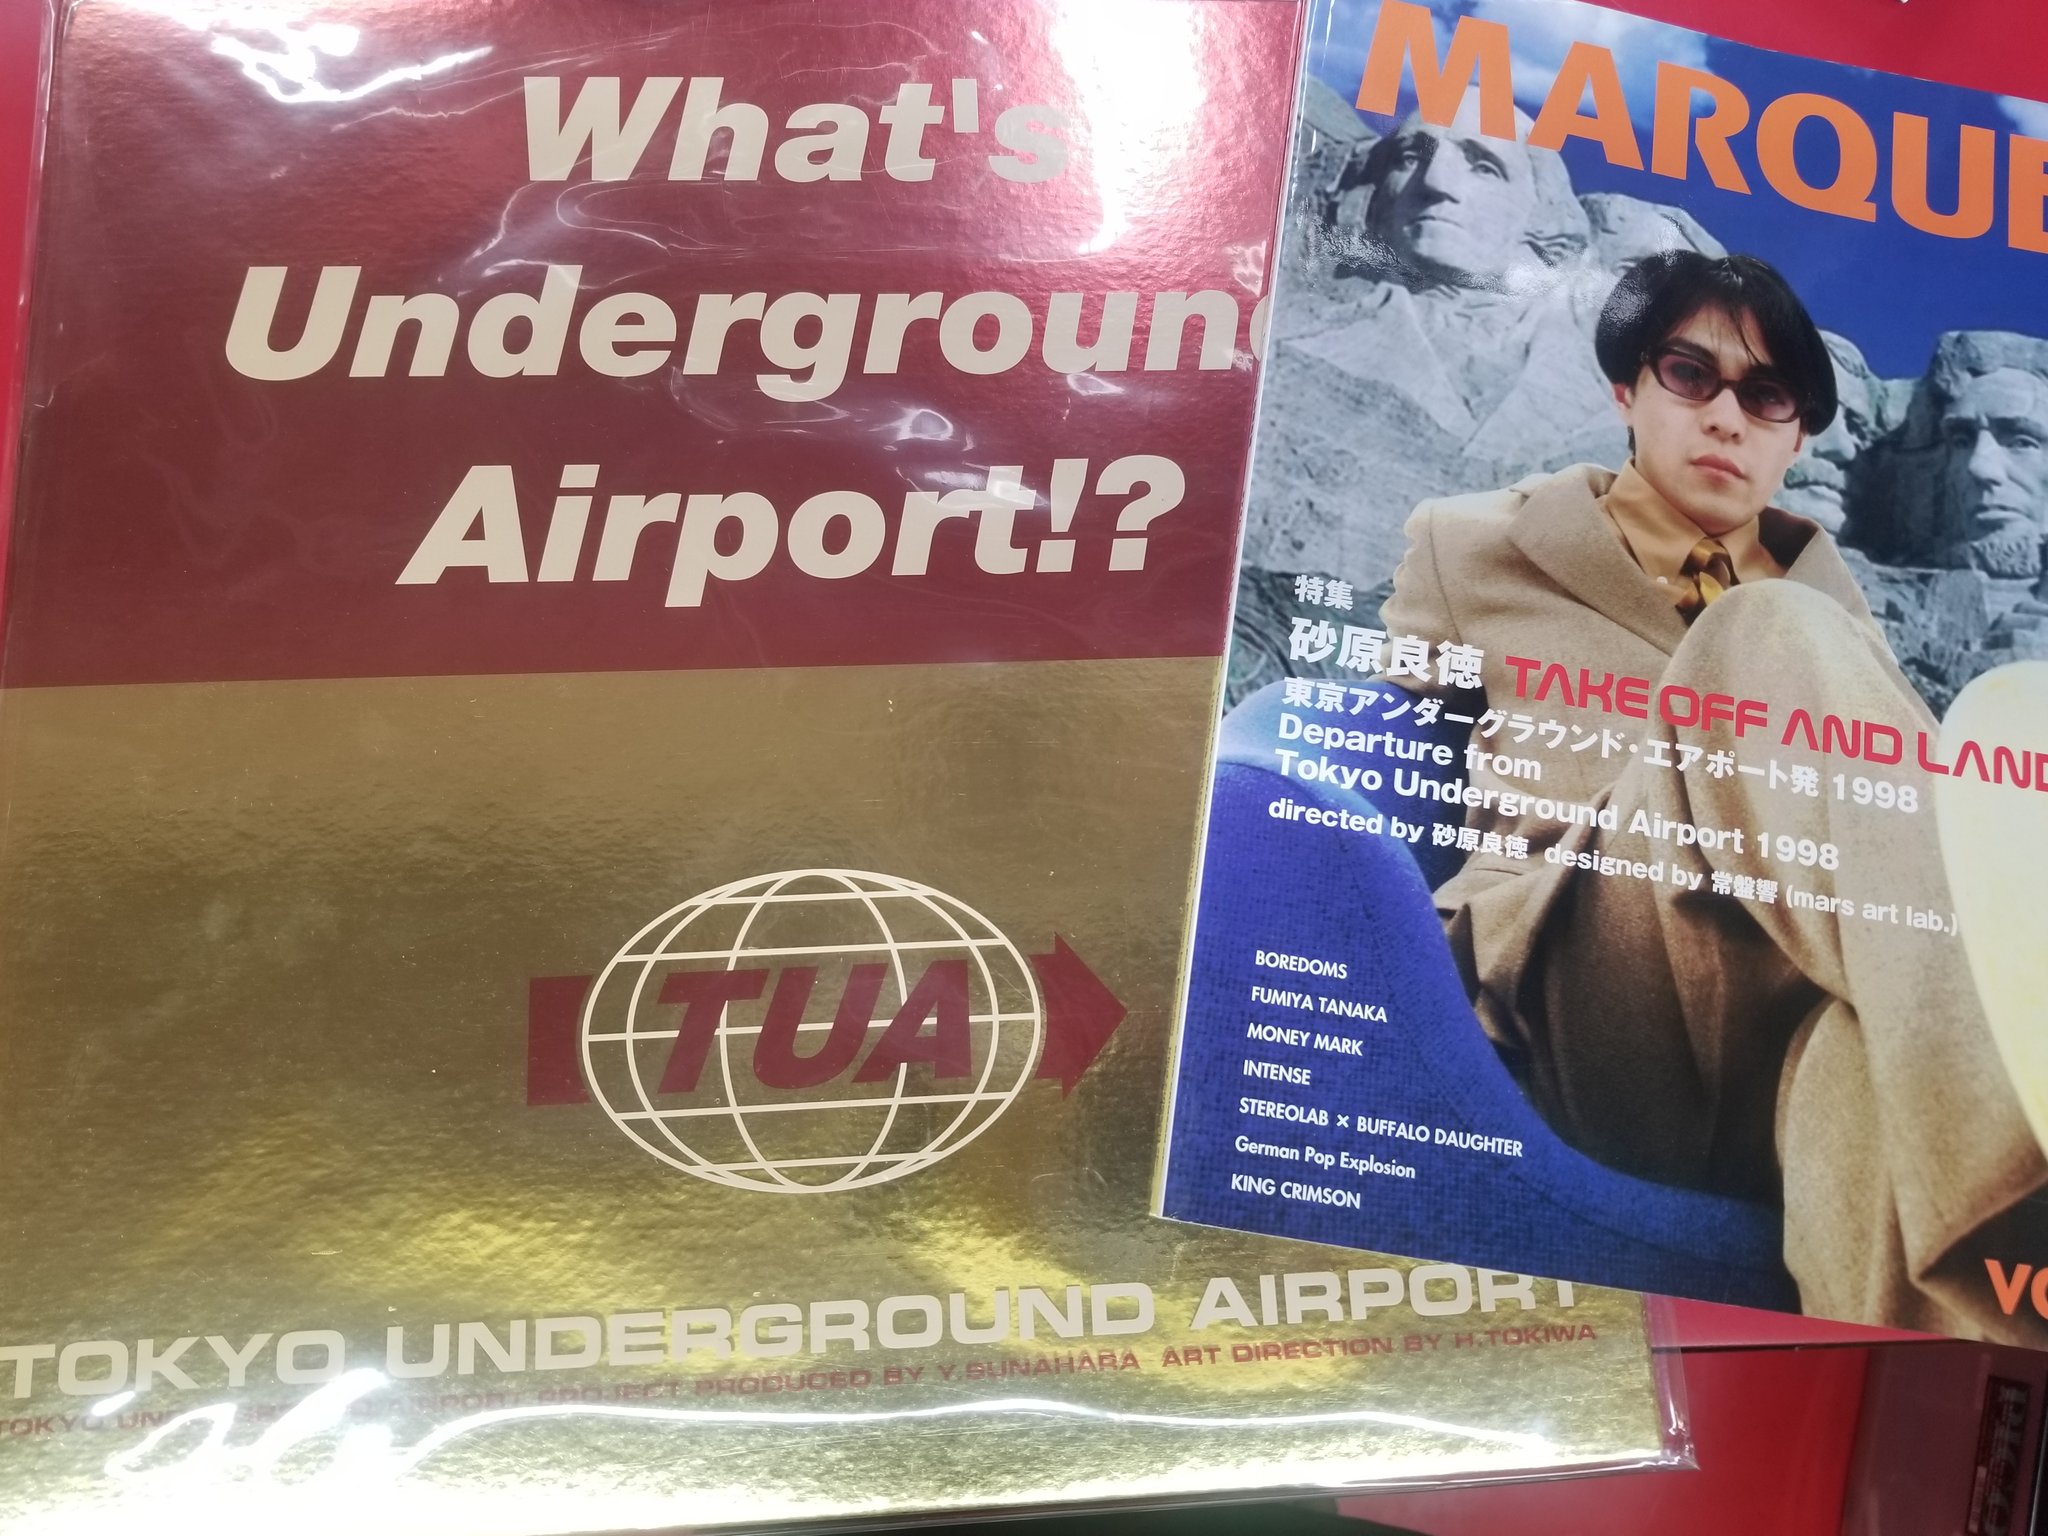 What's
Underground
Airport!?
TUA
TOKYO UNDERGROUND AIRPORT
TOKYO UNDERGROUND AIRPORT PROJECT PRODUCED BY Y.SUNAHARA ART DIRECTION BY H.TOKIWA
MARQUE
特集
砂原良徳 TAKE OFF AND LAND
東京アンダーグラウンド・エアポート発 1998
Departure from
Tokyo Underground Airport 1998
directed by 砂原良徳 designed by 常盤響 (mars art lab.)
BOREDOMS
FUMIYA TANAKA
MONEY MARK
INTENSE
STEREOLAB × BUFFALO DAUGHTER
German Pop Explosion
KING CRIMSON